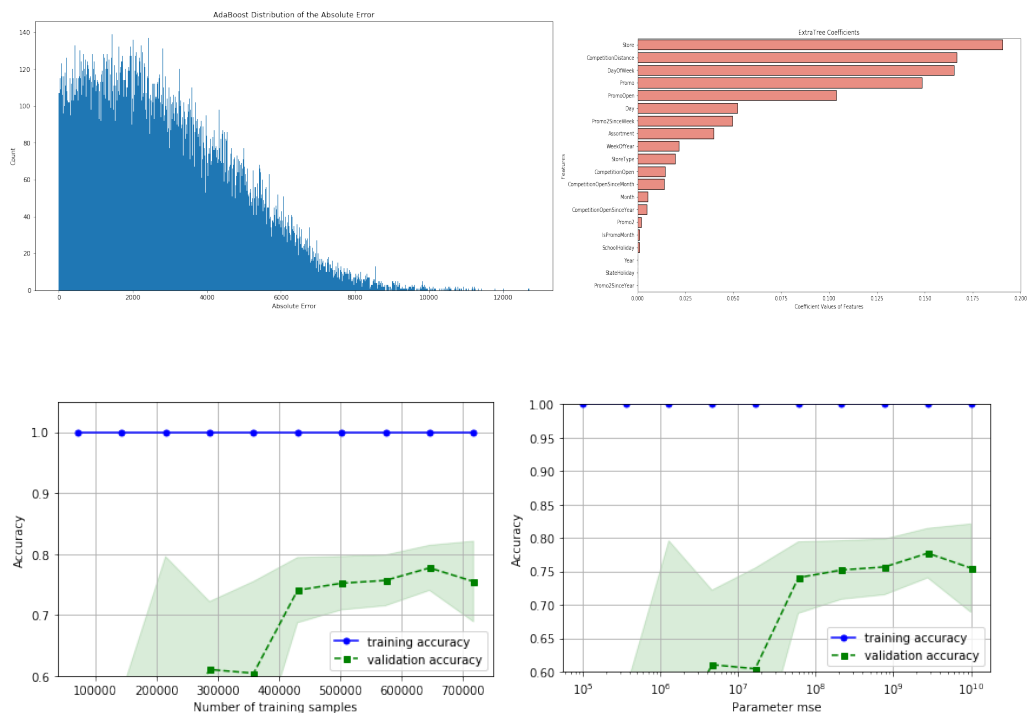 AdaBoost Distribution of the Absolute Error
140
120
100
80
60
40
20
0
Count
0 2000 4000 6000 8000 10000 12000
Absolute Error
ExtraTree Coefficients
Store
CompetitionDistance
DayOfWeek
Promo
PromoOpen
Day
Promo2SinceWeek
Assortment
WeekOfYear
StoreType
CompetitionOpen
CompetitionOpenSinceMonth
Month
CompetitionOpenSinceYear
Promo2
IsPromoMonth
SchoolHoliday
Year
StateHoliday
Promo2SinceYear
Features
0.000 0.025 0.050 0.075 0.100 0.125 0.150 0.175 0.200
Coefficient Values of Features
1.0
0.9
0.8
0.7
0.6
Accuracy
training accuracy
validation accuracy
100000 200000 300000 400000 500000 600000 700000
Number of training samples
1.00
0.95
0.90
0.85
0.80
0.75
0.70
0.65
0.60
Accuracy
training accuracy
validation accuracy
10⁵ 10⁶ 10⁷ 10⁸ 10⁹ 10¹⁰
Parameter mse